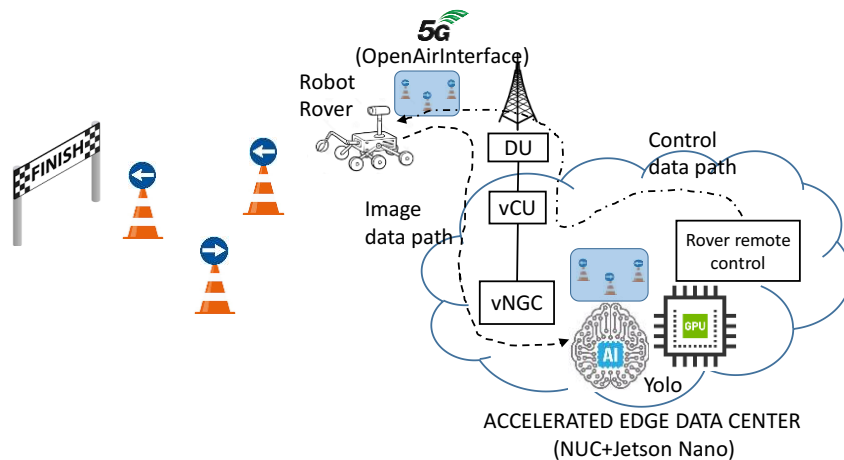 5G
(OpenAirInterface)
Robot
Rover
FINISH
DU
Control
data path
Image
data path
vCU
Rover remote
control
vNGC
GPU
AI
Yolo
ACCELERATED EDGE DATA CENTER
(NUC+Jetson Nano)